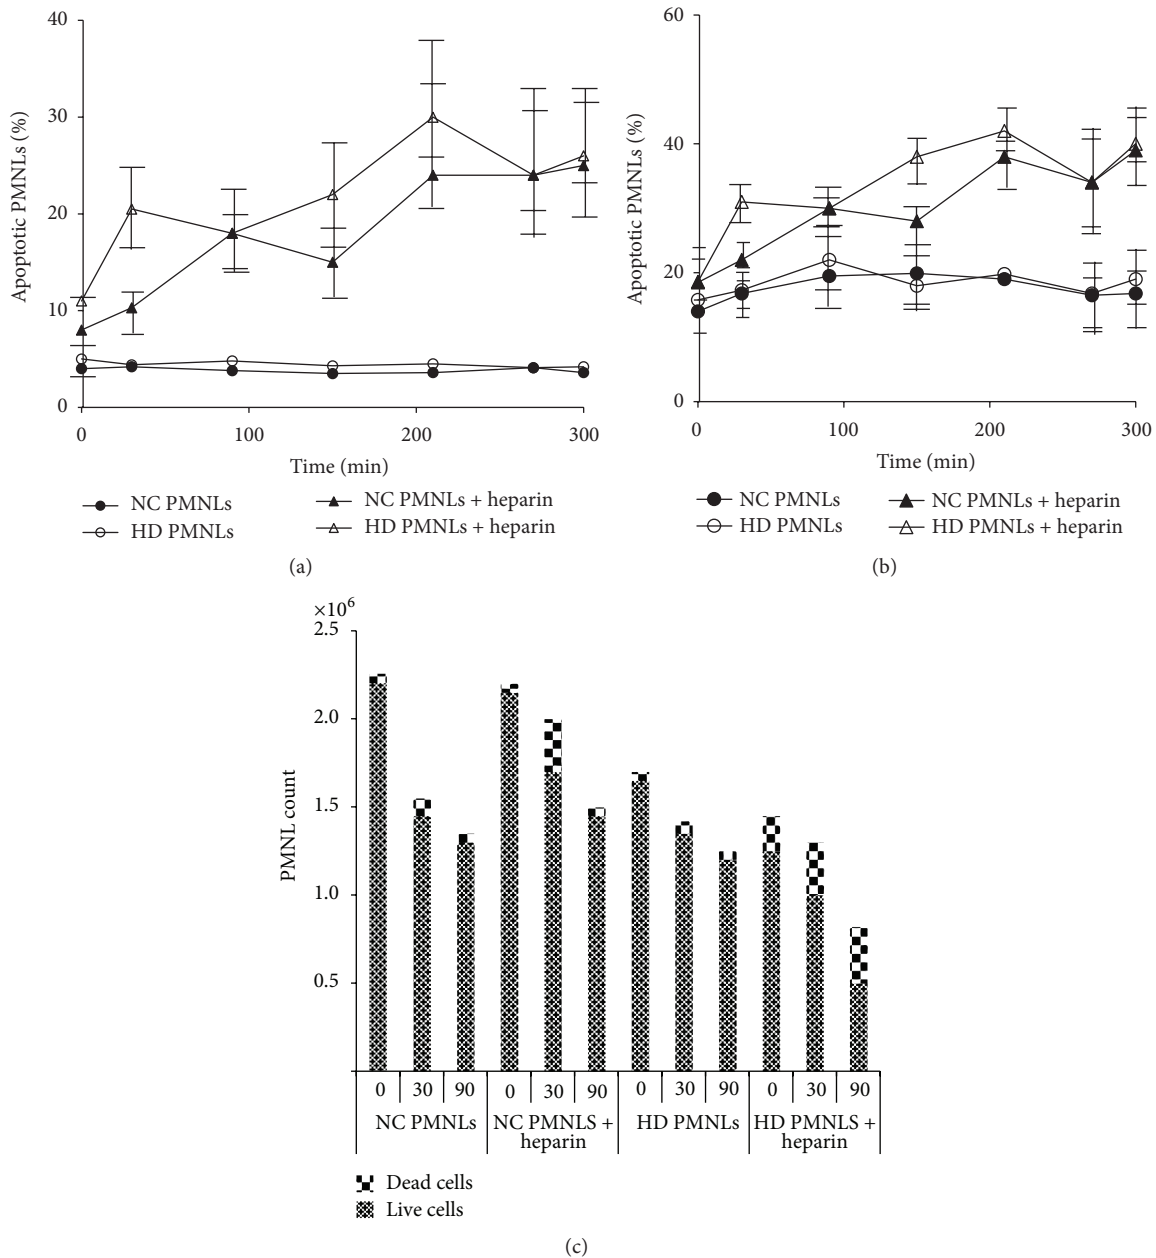 40
30
20
10
0
Apoptotic PMNLs (%)
0 100 200 300
Time (min)
NC PMNLs
HD PMNLs
NC PMNLs + heparin
HD PMNLs + heparin
(a)
60
40
20
0
Apoptotic PMNLs (%)
0 100 200 300
Time (min)
NC PMNLs
HD PMNLs
NC PMNLs + heparin
HD PMNLs + heparin
(b)
×10⁶
2.5
2.0
1.5
1.0
0.5
PMNL count
0 30 90 0 30 90 0 30 90 0 30 90
NC PMNLs
NC PMNLS +
heparin
HD PMNLs
HD PMNLS +
heparin
Dead cells
Live cells
(c)